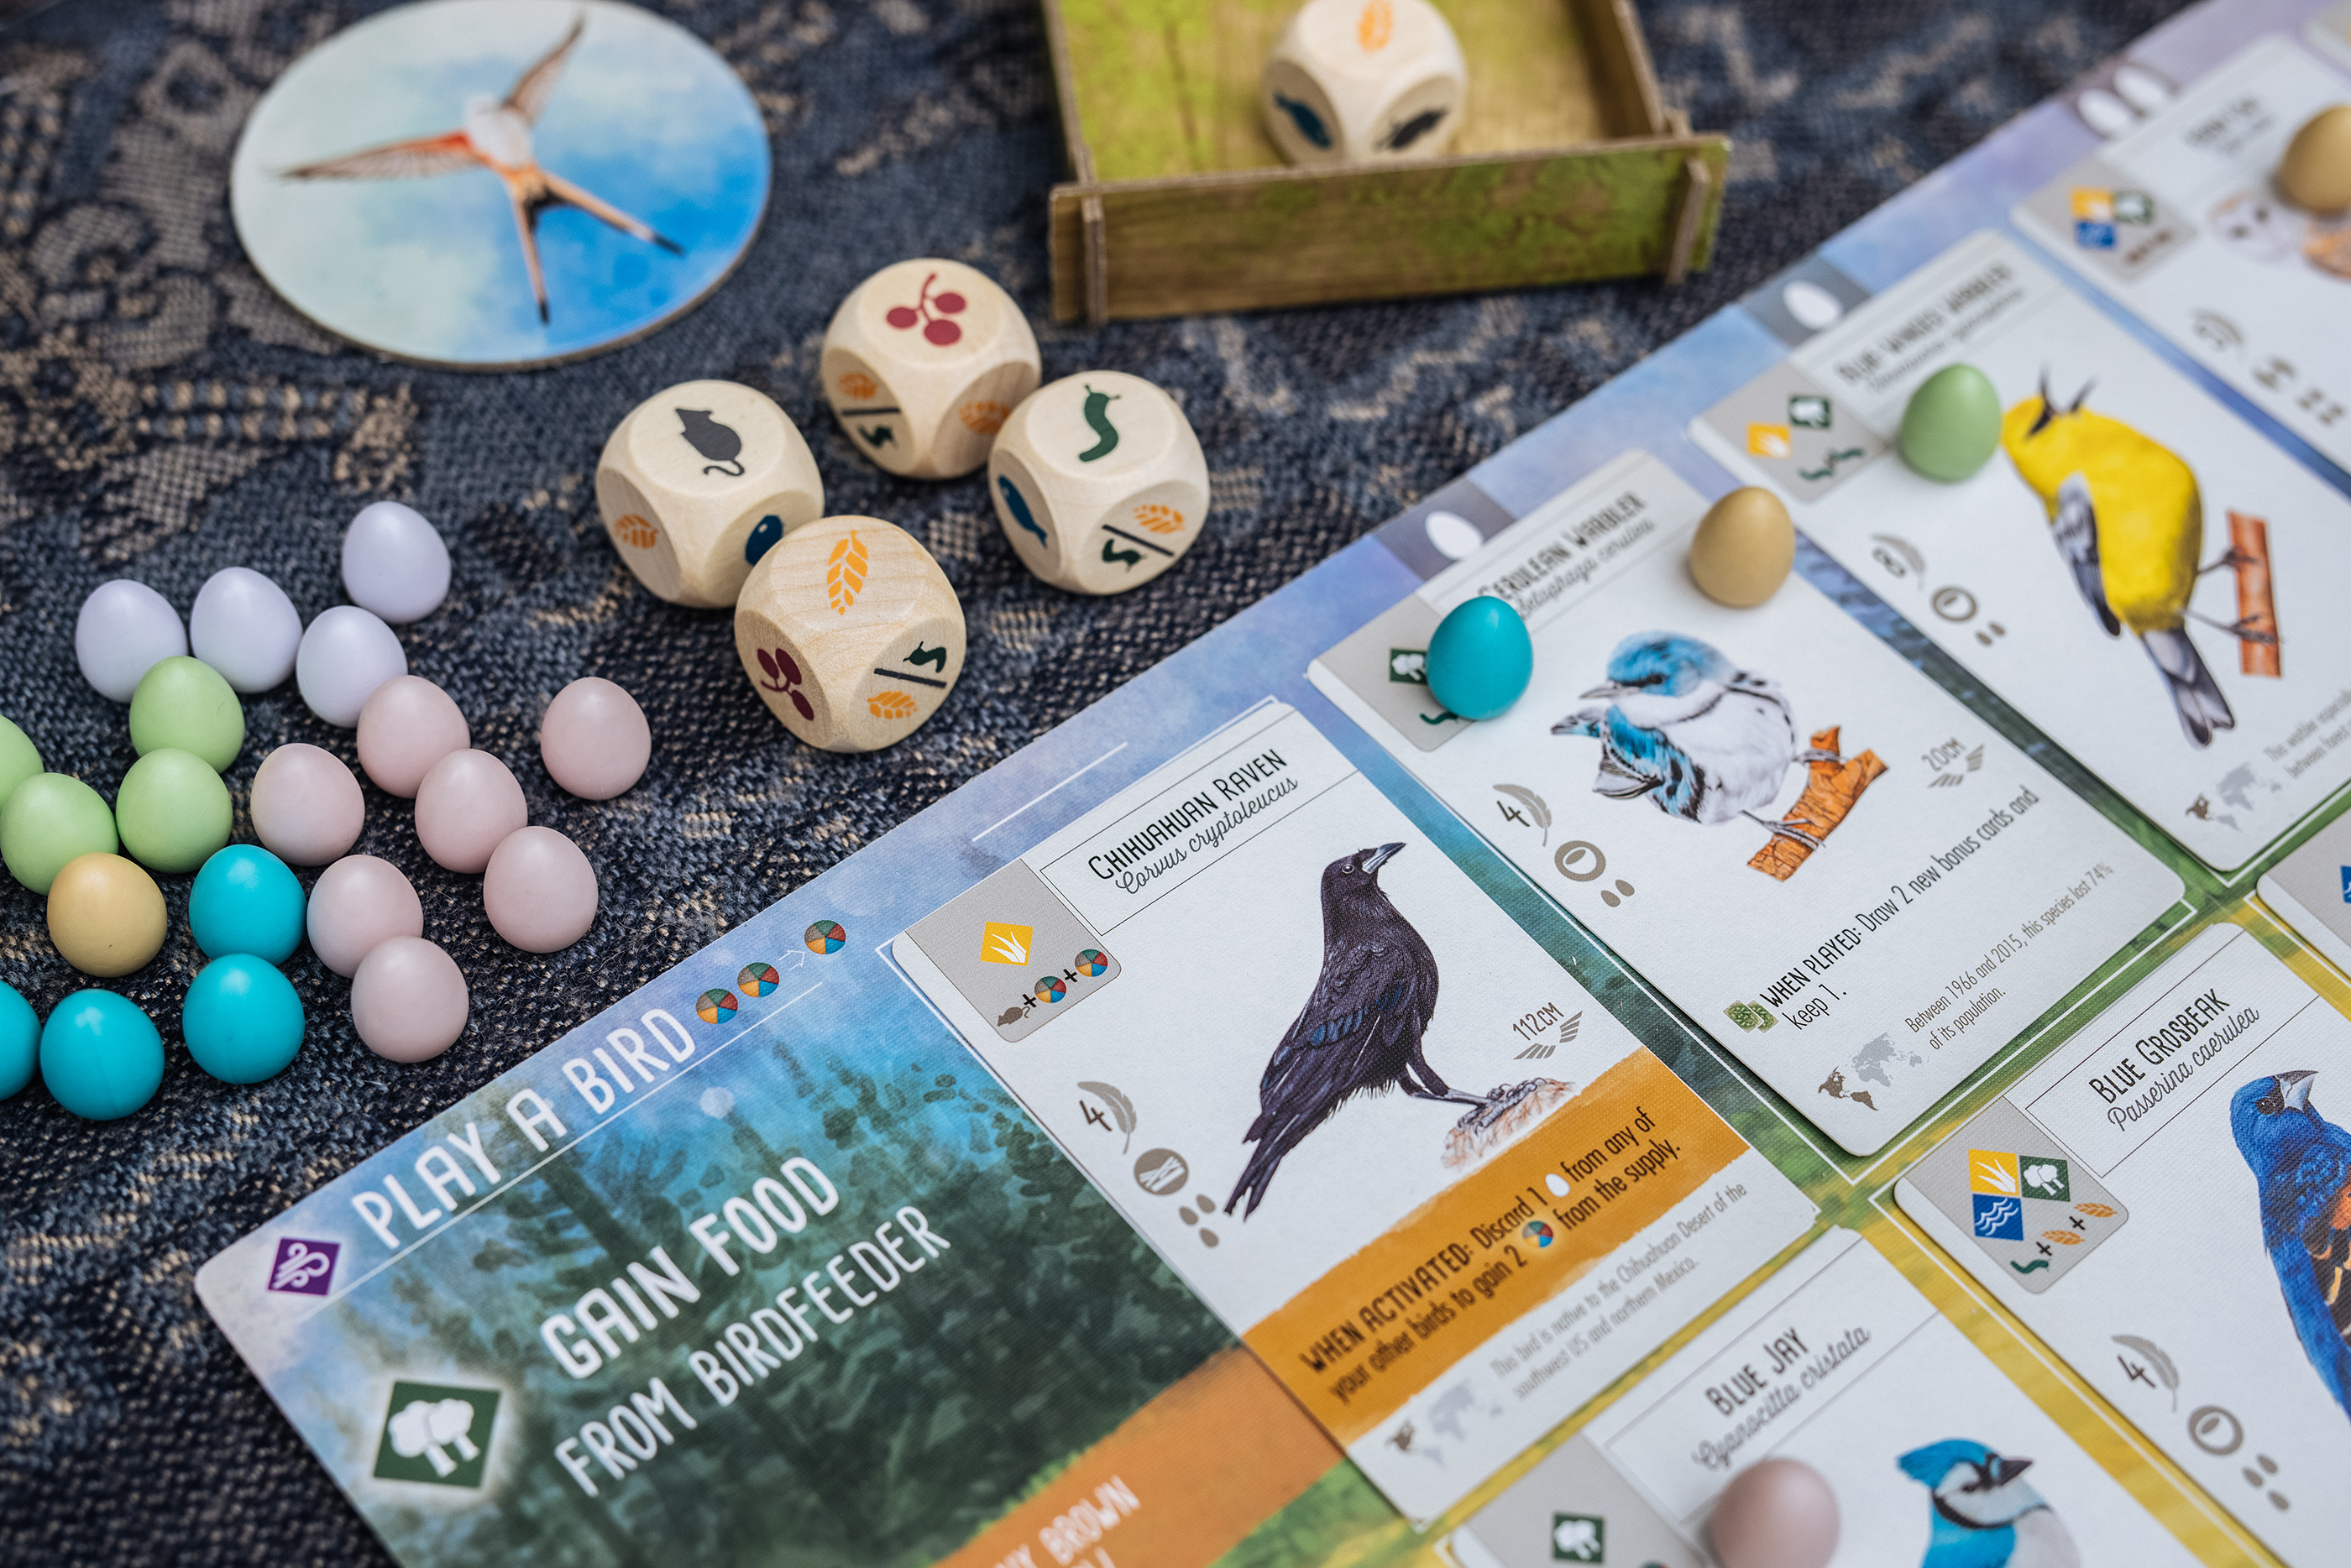 PLAY A BIRD
GAIN FOOD
FROM BIRDFEEDER
CHIHUAHUAN RAVEN
Corvus cryptoleucus
4
112CM
WHEN ACTIVATED: Discard 1 from any of
your other birds to gain 2 from the supply.
This bird is native to the Chihuahuan Desert of the
southwest US and northern Mexico.
CERULEAN WARBLER
Setophaga cerulea
4
20CM
WHEN PLAYED: Draw 2 new bonus cards and
keep 1.
Between 1966 and 2015, this species lost 74%
of its population.
BLUE WINGED WARBLER
BLUE GROSBEAK
Passerina caerulea
4
BLUE JAY
Cyanocitta cristata
BROWN